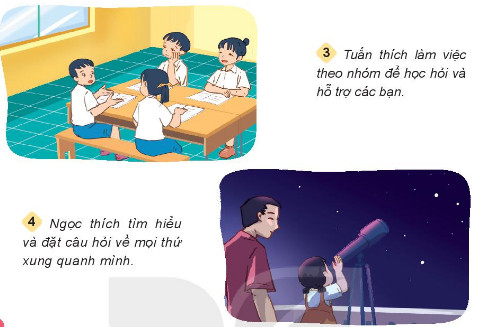 3 Tuấn thích làm việc
theo nhóm để học hỏi và
hỗ trợ các bạn.
4 Ngọc thích tìm hiểu
và đặt câu hỏi về mọi thứ
xung quanh mình.